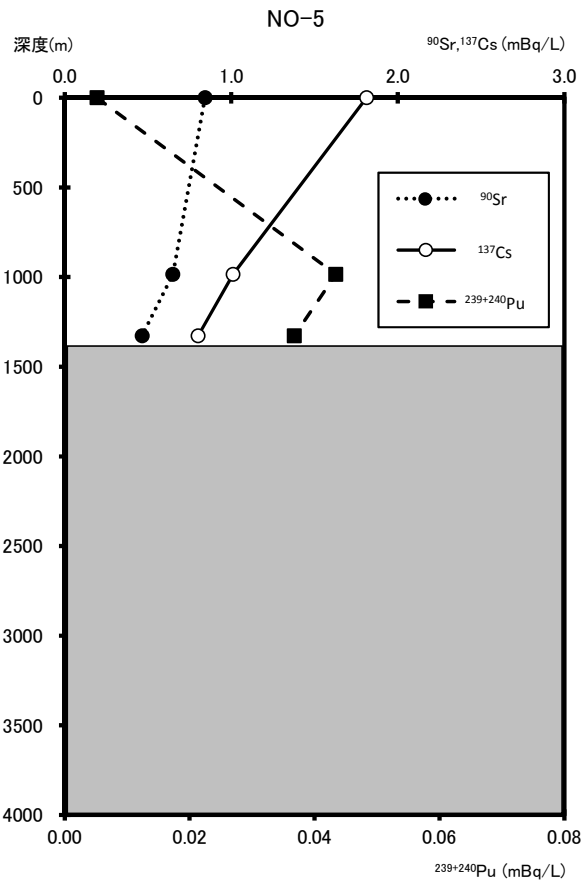 NO-5
深度(m)
⁹⁰Sr,¹³⁷Cs (mBq/L)
0.0 1.0 2.0 3.0
0
500
1000
1500
2000
2500
3000
3500
4000
⁹⁰Sr
¹³⁷Cs
²³⁹⁺²⁴⁰Pu
0.00 0.02 0.04 0.06 0.08
²³⁹⁺²⁴⁰Pu (mBq/L)